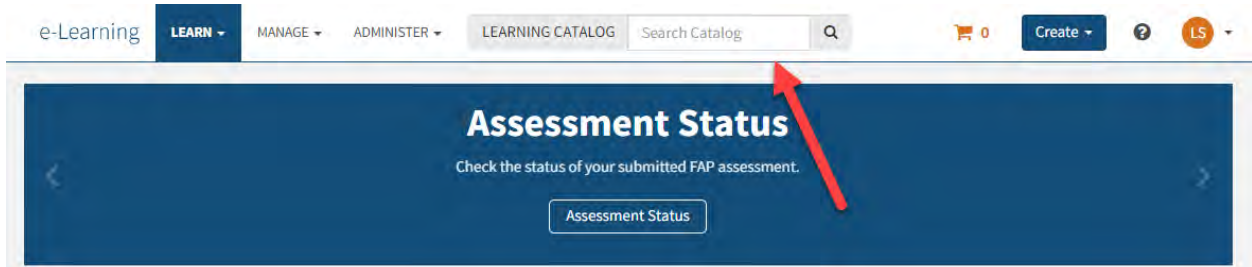 e-Learning LEARN MANAGE ADMINISTER LEARNING CATALOG Search Catalog 0 Create ? LS
Assessment Status
Check the status of your submitted FAP assessment.
Assessment Status